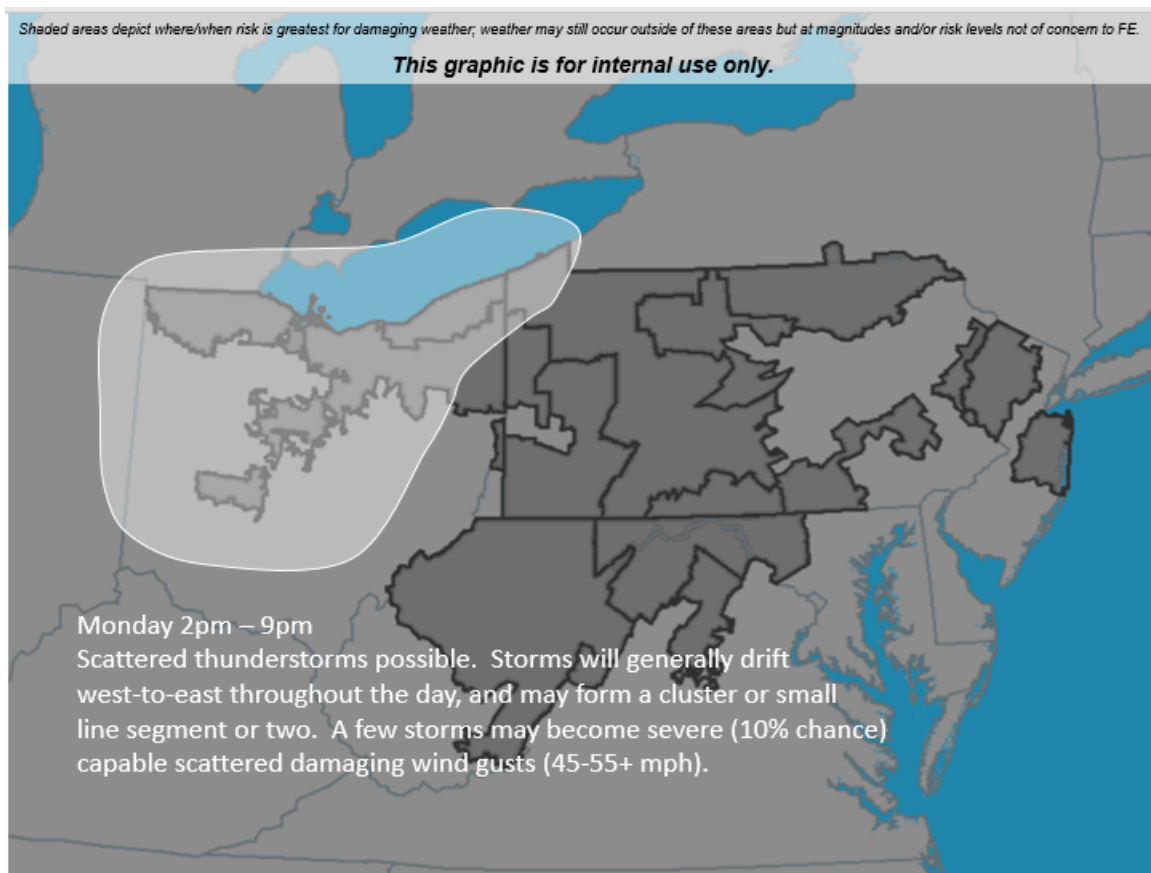 Shaded areas depict where/when risk is greatest for damaging weather; weather may still occur outside of these areas but at magnitudes and/or risk levels not of concern to FE.
This graphic is for internal use only.
Monday 2pm – 9pm
Scattered thunderstorms possible.  Storms will generally drift
west-to-east throughout the day, and may form a cluster or small
line segment or two.  A few storms may become severe (10% chance)
capable scattered damaging wind gusts (45-55+ mph).